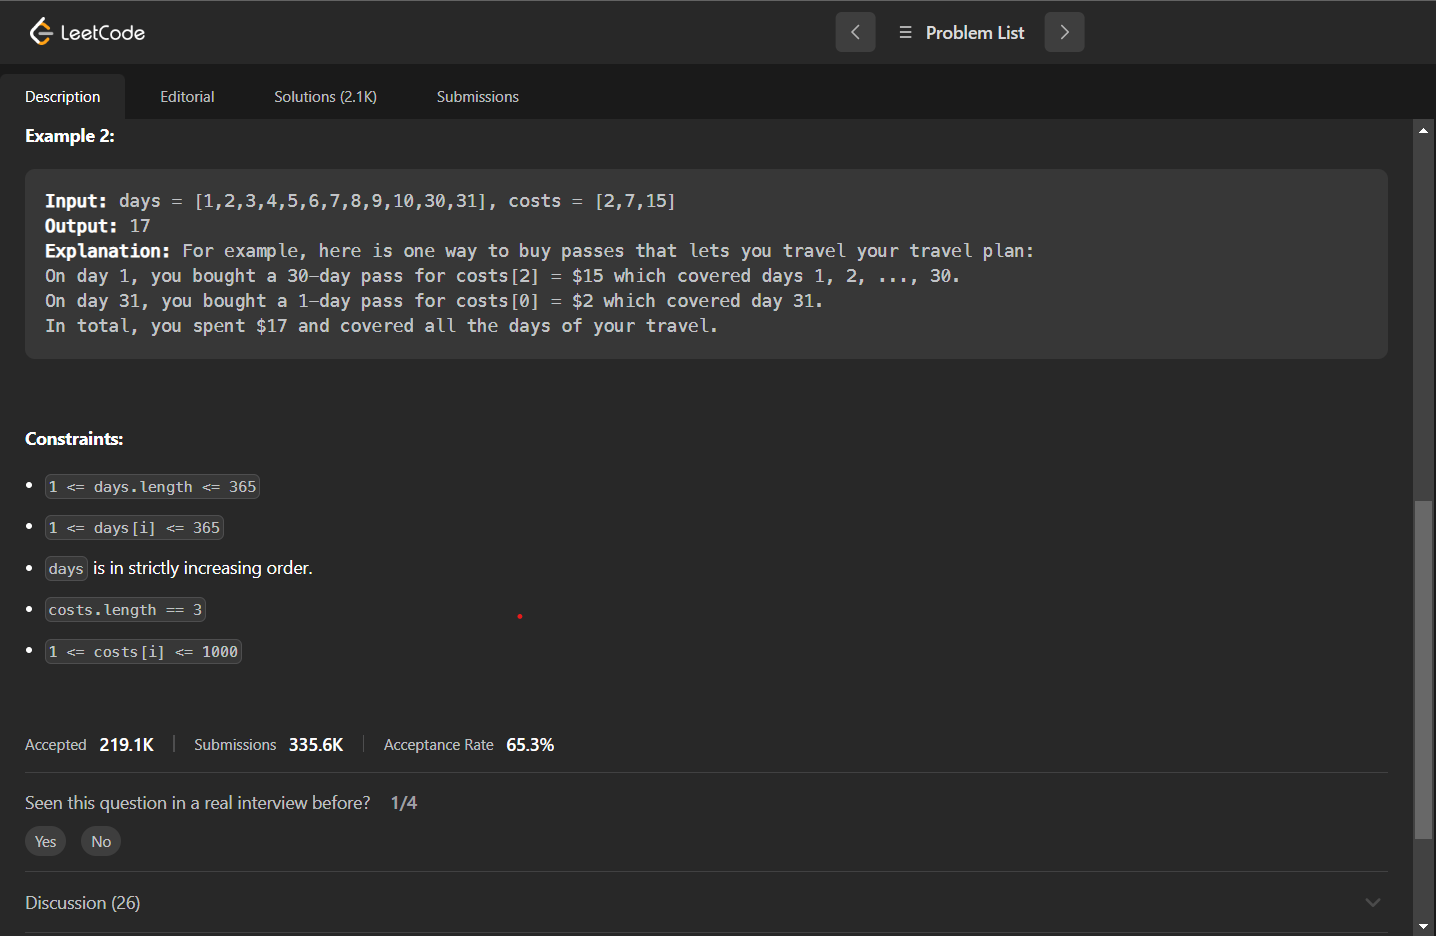 LeetCode
Problem List
Description Editorial Solutions (2.1K) Submissions
Example 2:
Input: days = [1,2,3,4,5,6,7,8,9,10,30,31], costs = [2,7,15]
Output: 17
Explanation: For example, here is one way to buy passes that lets you travel your travel plan:
On day 1, you bought a 30-day pass for costs[2] = $15 which covered days 1, 2, ..., 30.
On day 31, you bought a 1-day pass for costs[0] = $2 which covered day 31.
In total, you spent $17 and covered all the days of your travel.
Constraints:
• 1 <= days.length <= 365
• 1 <= days[i] <= 365
• days is in strictly increasing order.
• costs.length == 3
• 1 <= costs[i] <= 1000
Accepted 219.1K | Submissions 335.6K | Acceptance Rate 65.3%
Seen this question in a real interview before? 1/4
Yes No
Discussion (26)